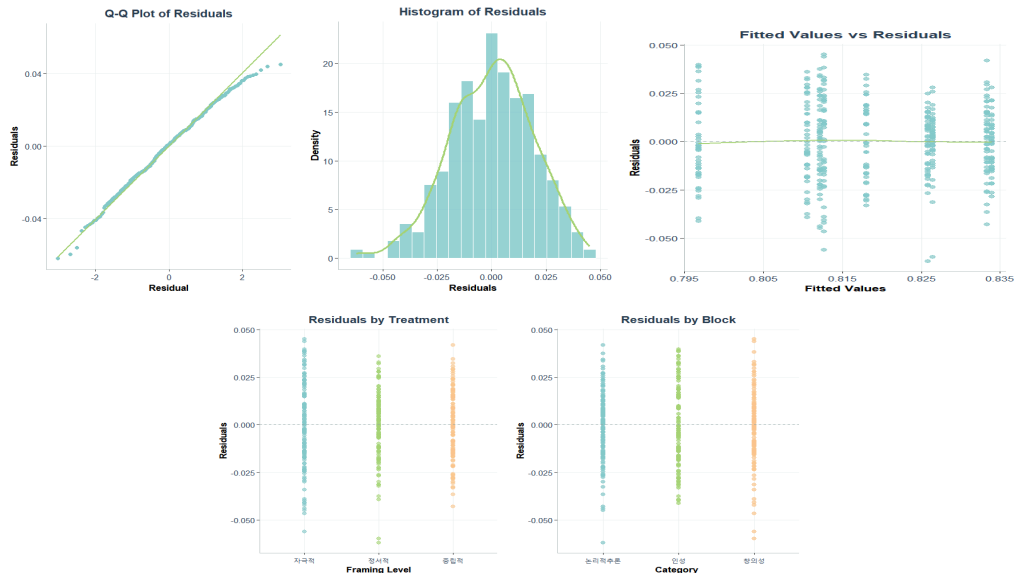 Q-Q Plot of Residuals
Residuals
0.04
0.00
-0.04
-2
0
2
Residual
Histogram of Residuals
Density
20
15
10
5
0
-0.050
-0.025
0.000
0.025
0.050
Residuals
Fitted Values vs Residuals
Residuals
0.050
0.025
0.000
-0.025
-0.050
0.795
0.805
0.815
0.825
0.835
Fitted Values
Residuals by Treatment
Residuals
0.050
0.025
0.000
-0.025
-0.050
자극적
정서적
중립적
Framing Level
Residuals by Block
Residuals
0.050
0.025
0.000
-0.025
-0.050
논리적추론
인성
창의성
Category